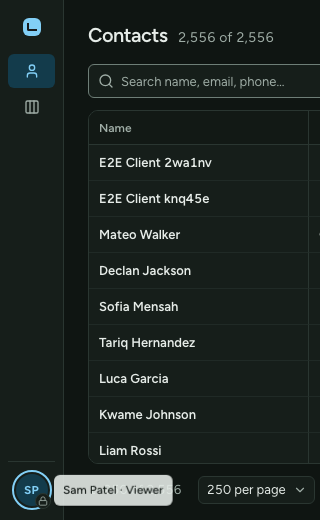 Contacts 2,556 of 2,556
Search name, email, phone...
Name
E2E Client 2wa1nv
E2E Client knq45e
Mateo Walker
Declan Jackson
Sofia Mensah
Tariq Hernandez
Luca Garcia
Kwame Johnson
Liam Rossi
SP
Sam Patel · Viewer
250 per page